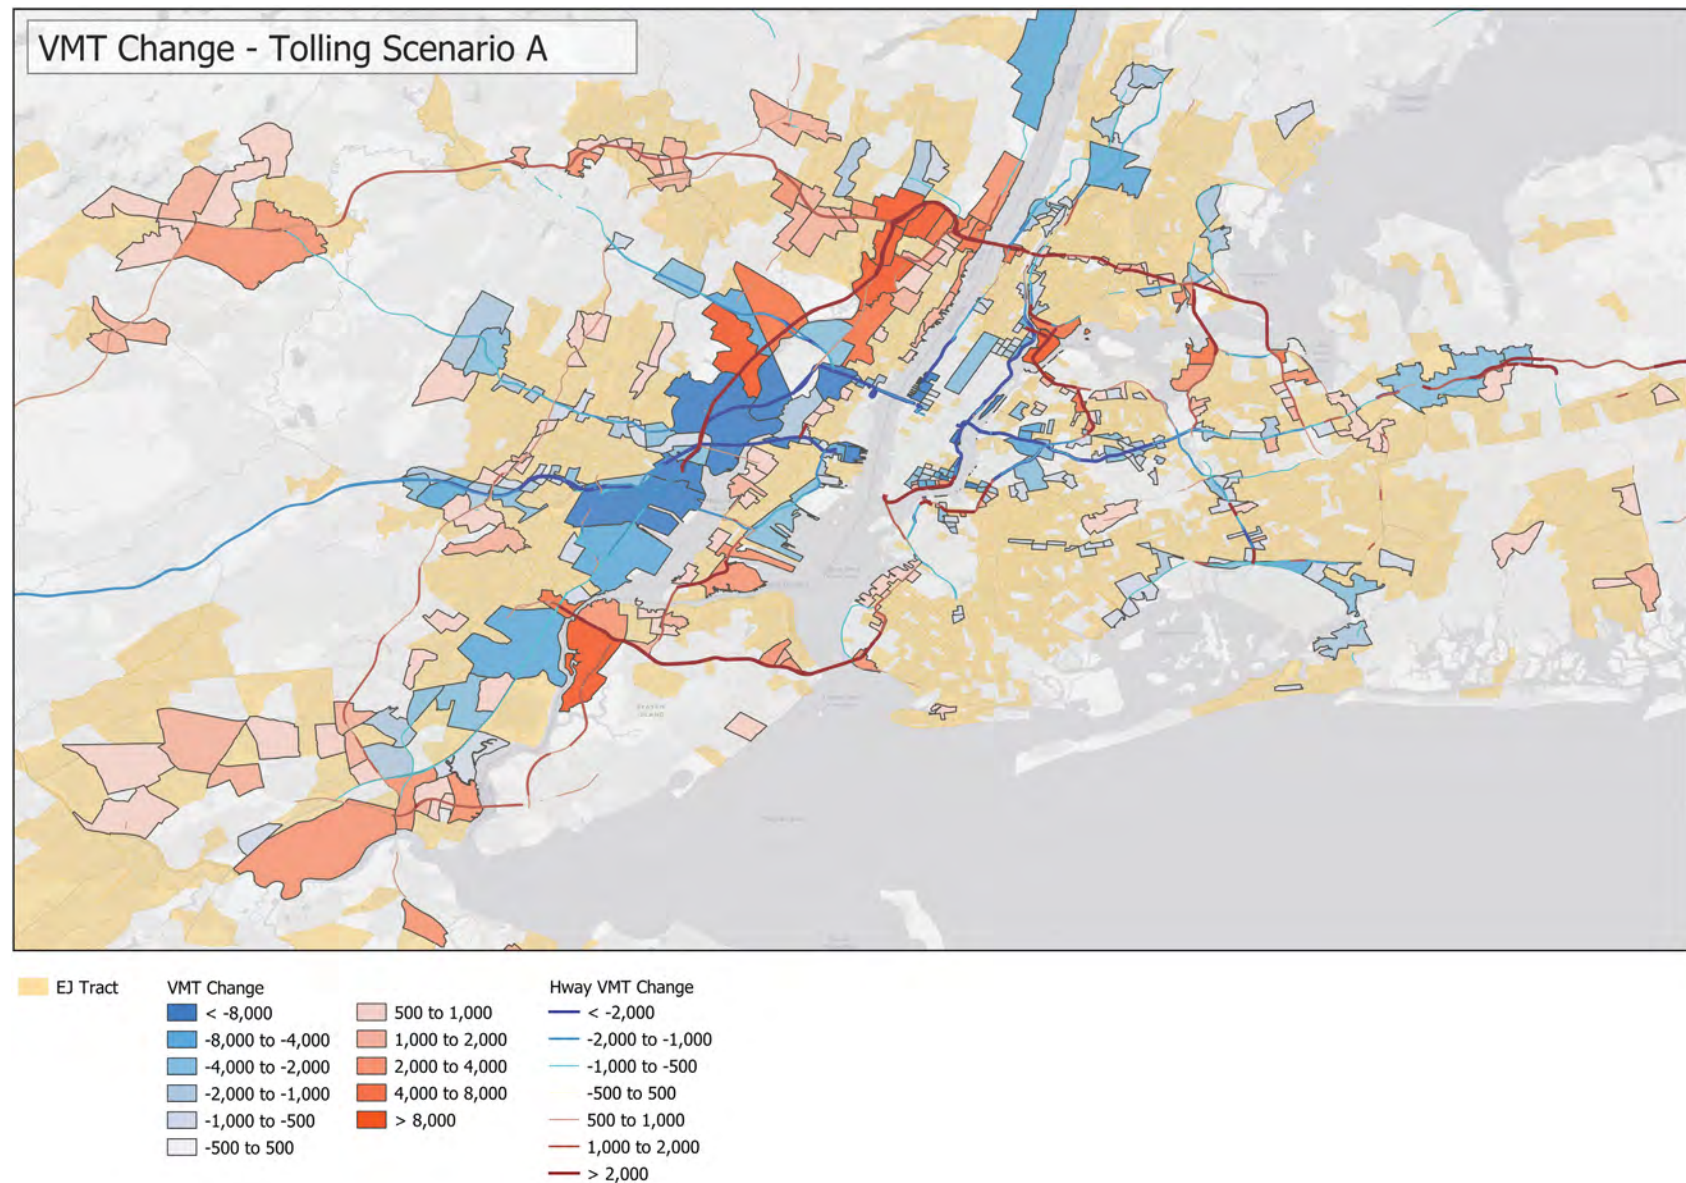 VMT Change - Tolling Scenario A
STATEN
ISLAND
EJ Tract
VMT Change
< -8,000
-8,000 to -4,000
-4,000 to -2,000
-2,000 to -1,000
-1,000 to -500
-500 to 500
500 to 1,000
1,000 to 2,000
2,000 to 4,000
4,000 to 8,000
> 8,000
Hway VMT Change
< -2,000
-2,000 to -1,000
-1,000 to -500
-500 to 500
500 to 1,000
1,000 to 2,000
> 2,000